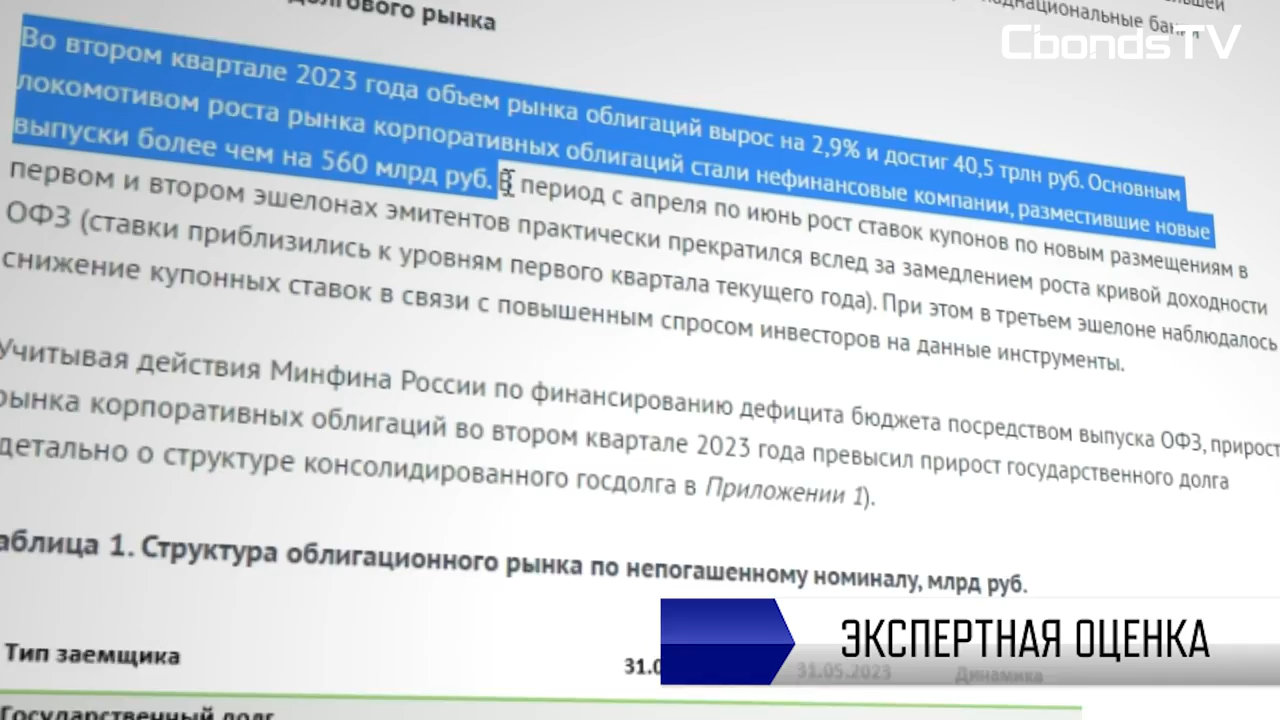 долгового рынка
CbondsTV
Во втором квартале 2023 года объем рынка облигаций вырос на 2,9% и достиг 40,5 трлн руб. Основным
локомотивом роста рынка корпоративных облигаций стали нефинансовые компании, разместившие новые
выпуски более чем на 560 млрд руб. В период с апреля по июнь рост ставок купонов по новым размещениям в
первом и втором эшелонах эмитентов практически прекратился вслед за замедлением роста кривой доходности
ОФЗ (ставки приблизились к уровням первого квартала текущего года). При этом в третьем эшелоне наблюдалось
снижение купонных ставок в связи с повышенным спросом инвесторов на данные инструменты.
Учитывая действия Минфина России по финансированию дефицита бюджета посредством выпуска ОФЗ, прирост
рынка корпоративных облигаций во втором квартале 2023 года превысил прирост государственного долга
детально о структуре консолидированного госдолга в Приложении 1).
аблица 1. Структура облигационного рынка по непогашенному номиналу, млрд руб.
ЭКСПЕРТНАЯ ОЦЕНКА
Тип заемщика 31.05.2023 Динамика
Государственный долг